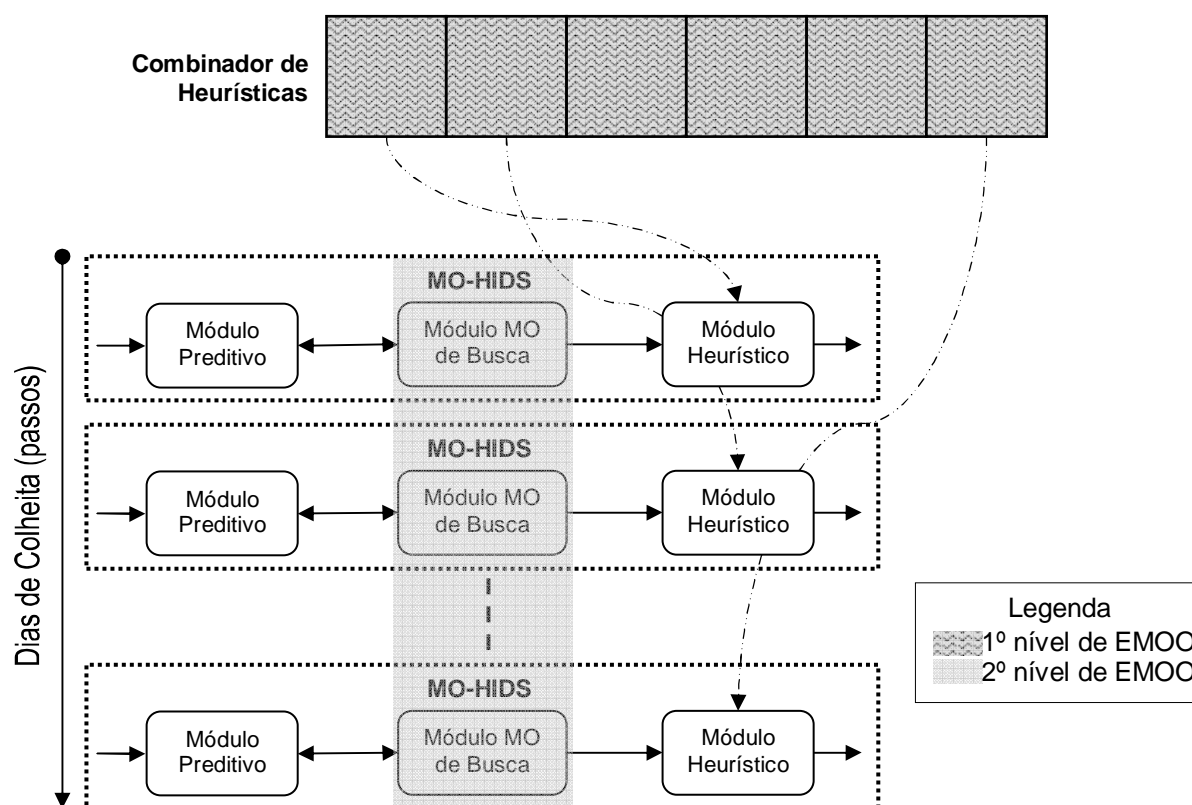 Combinador de
Heurísticas
Dias de Colheita (passos)
MO-HIDS
Módulo
Preditivo
Módulo MO
de Busca
Módulo
Heurístico
MO-HIDS
Módulo
Preditivo
Módulo MO
de Busca
Módulo
Heurístico
MO-HIDS
Módulo
Preditivo
Módulo MO
de Busca
Módulo
Heurístico
Legenda
1º nível de EMOO
2º nível de EMOO